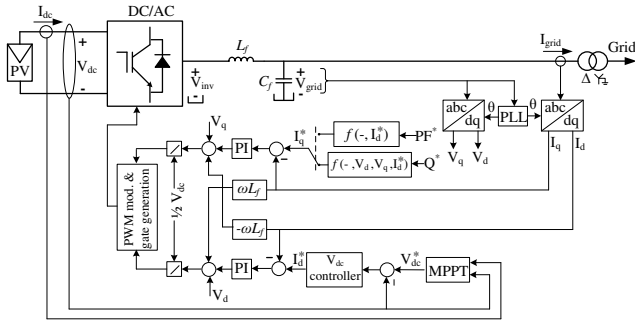 DC/AC
I_dc
PV
+
V_dc
-
+
V_inv
-
L_f
C_f
+
V_grid
-
I_grid
Grid
Δ
abc
dq
θ
PLL
θ
abc
dq
V_q
V_d
I_q
I_d
V_q
I_q^*
f(-, I_d^*)
PF^*
f(-, V_d, V_q, I_d^*)
Q^*
PI
-
ωL_f
-ωL_f
PWM mod. &
gate generation
½ V_dc
PI
-
I_d^*
V_dc
controller
V_dc^*
-
MPPT
V_d